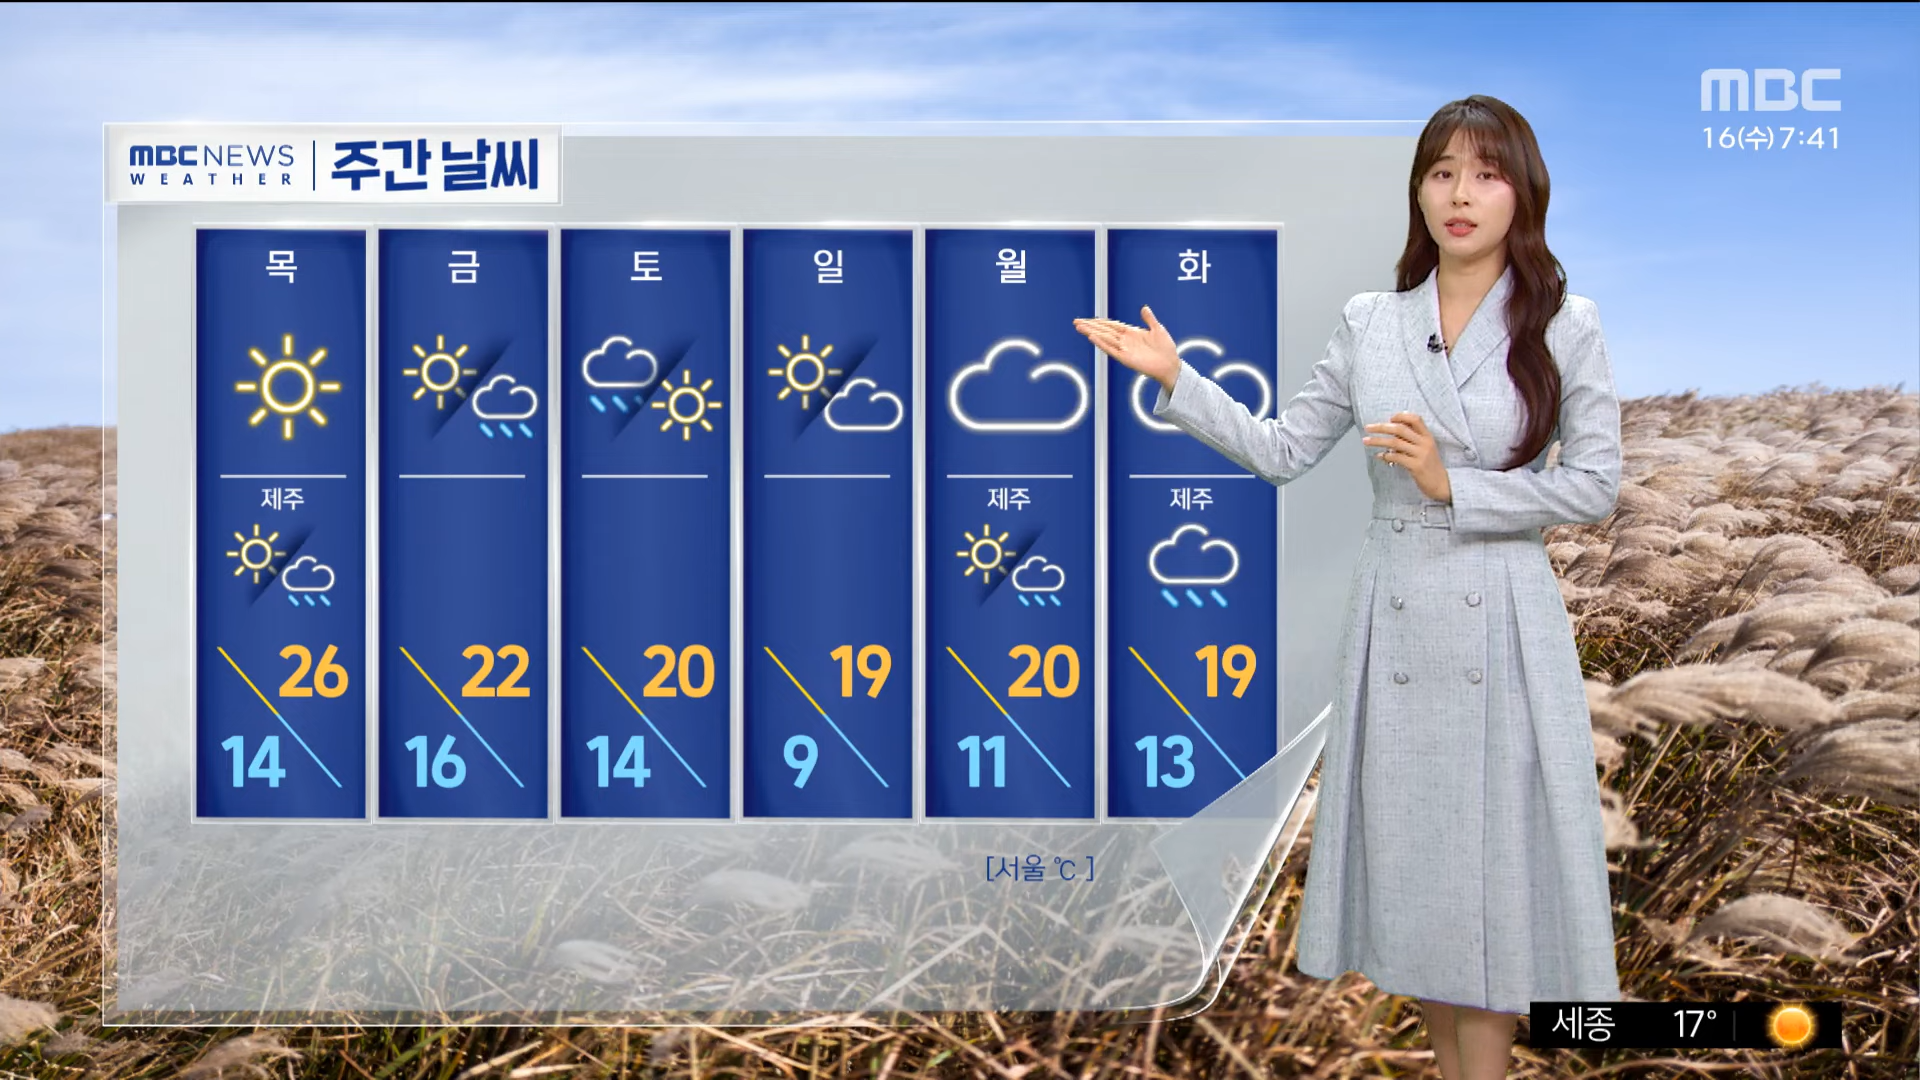 MBC
16(수) 7:41
MBC NEWS
WEATHER
주간 날씨
목 금 토 일 월 화
제주 제주 제주
26 22 20 19 20 19
14 16 14 9 11 13
[서울 ℃ ]
세종 17°